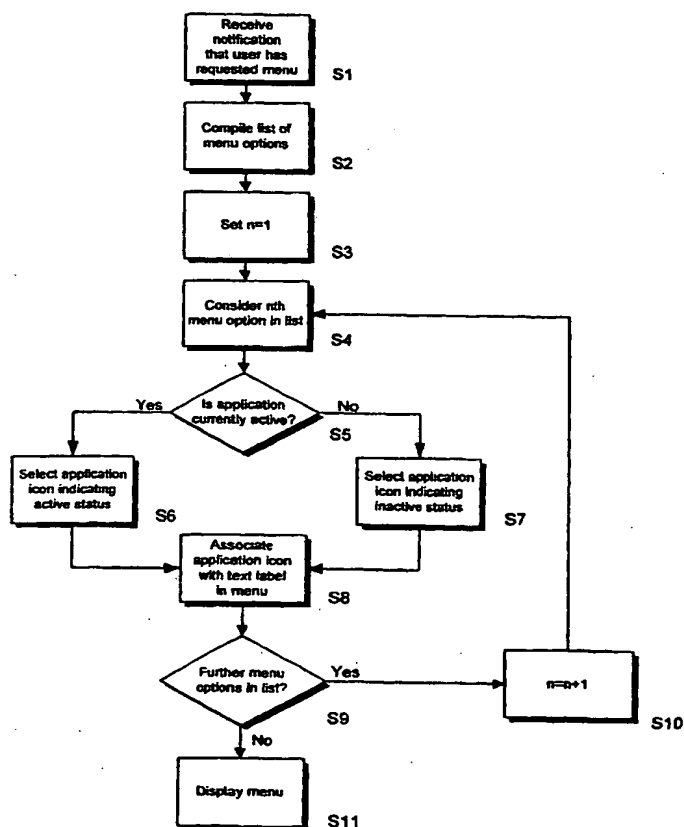 Receive
notification
that user has
requested menu
S1
Compile list of
menu options
S2
Set n=1
S3
Consider nth
menu option in list
S4
Is application
currently active?
Yes
No
S5
Select application
icon indicating
active status
S6
Select application
icon indicating
inactive status
S7
Associate
application icon
with text label
in menu
S8
Further menu
options in list?
Yes
S9
n=n+1
S10
No
Display menu
S11